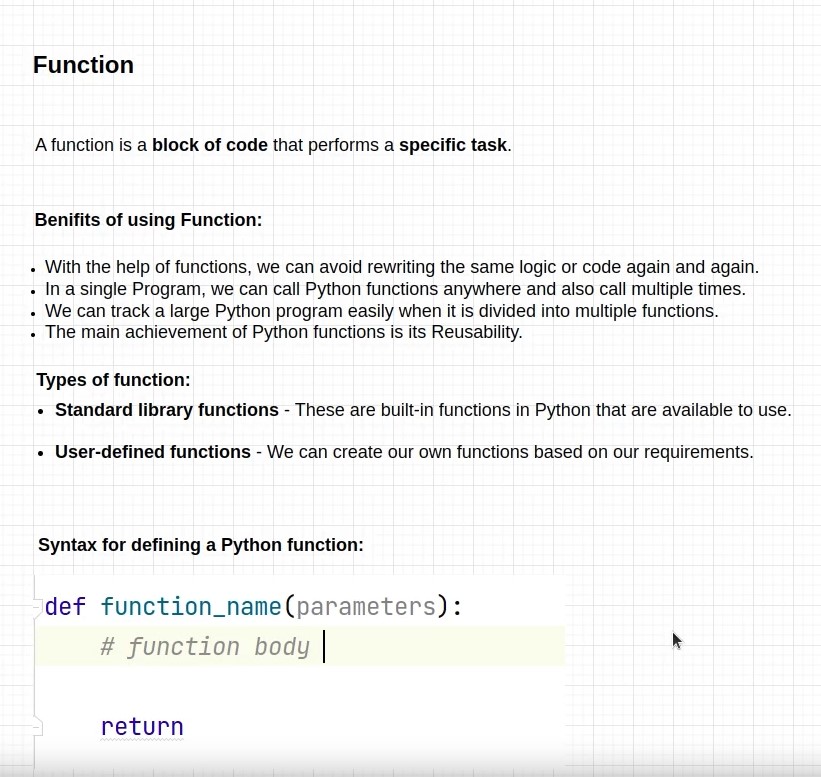 Function
A function is a block of code that performs a specific task.
Benifits of using Function:
• With the help of functions, we can avoid rewriting the same logic or code again and again.
• In a single Program, we can call Python functions anywhere and also call multiple times.
• We can track a large Python program easily when it is divided into multiple functions.
• The main achievement of Python functions is its Reusability.
Types of function:
• Standard library functions - These are built-in functions in Python that are available to use.
• User-defined functions - We can create our own functions based on our requirements.
Syntax for defining a Python function:
def function_name(parameters):
    # function body
    return